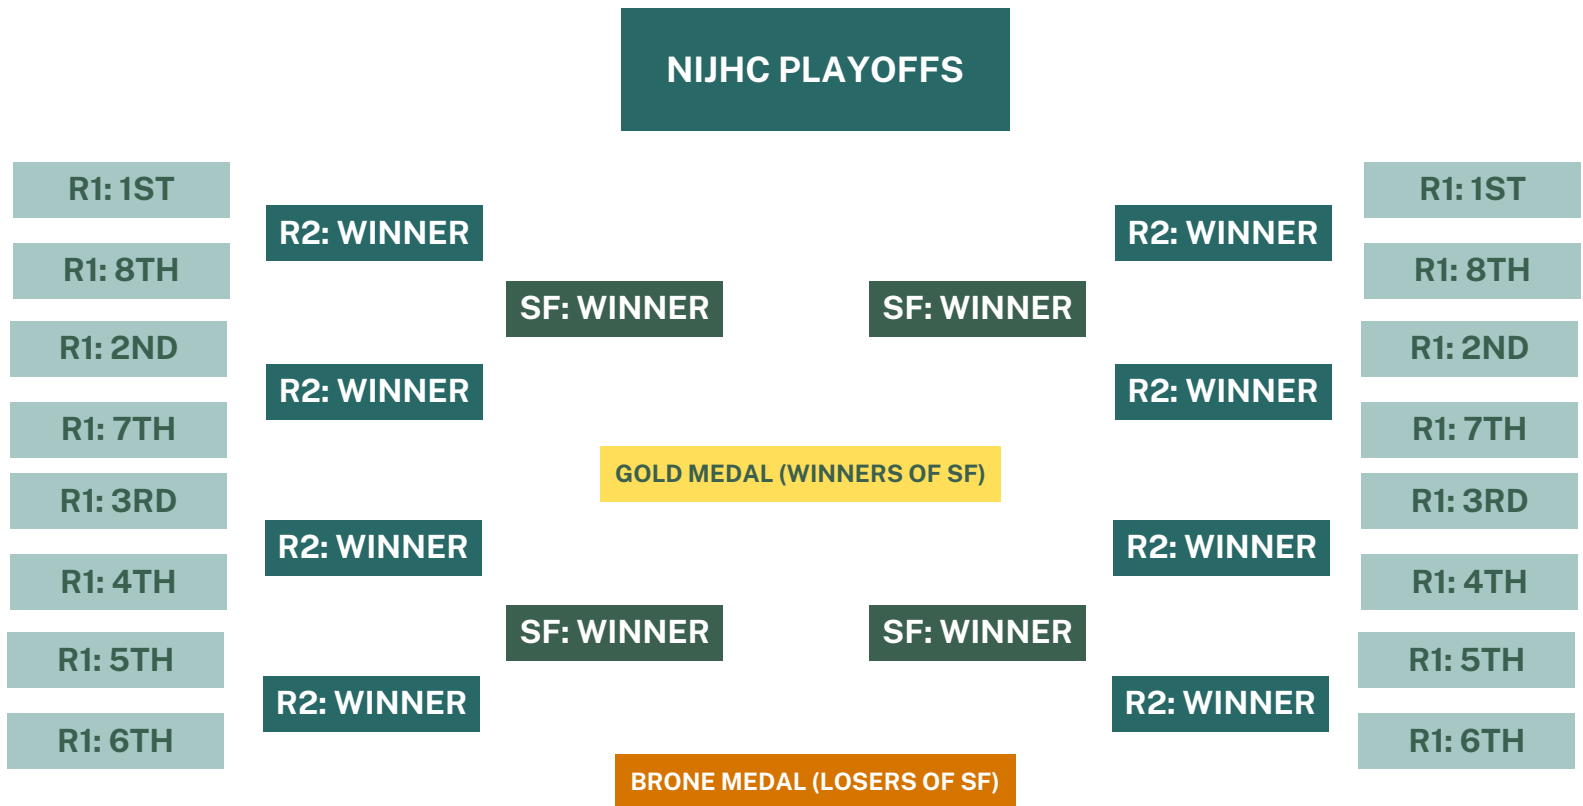 NIJHC PLAYOFFS
R1: 1ST
R1: 8TH
R1: 2ND
R1: 7TH
R1: 3RD
R1: 4TH
R1: 5TH
R1: 6TH
R2: WINNER
R2: WINNER
R2: WINNER
R2: WINNER
SF: WINNER
SF: WINNER
GOLD MEDAL (WINNERS OF SF)
BRONE MEDAL (LOSERS OF SF)
SF: WINNER
SF: WINNER
R2: WINNER
R2: WINNER
R2: WINNER
R2: WINNER
R1: 1ST
R1: 8TH
R1: 2ND
R1: 7TH
R1: 3RD
R1: 4TH
R1: 5TH
R1: 6TH